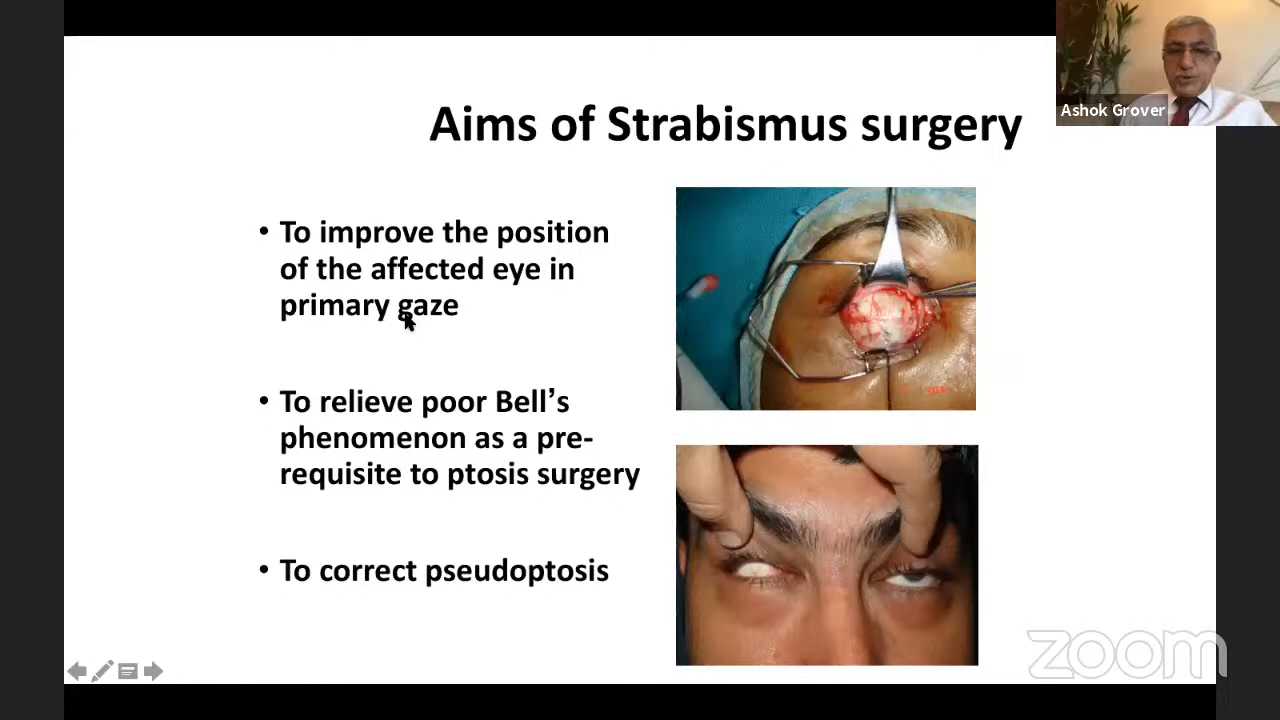 Ashok Grover
Aims of Strabismus surgery
• To improve the position
of the affected eye in
primary gaze
• To relieve poor Bell’s
phenomenon as a pre-
requisite to ptosis surgery
• To correct pseudoptosis
zoom